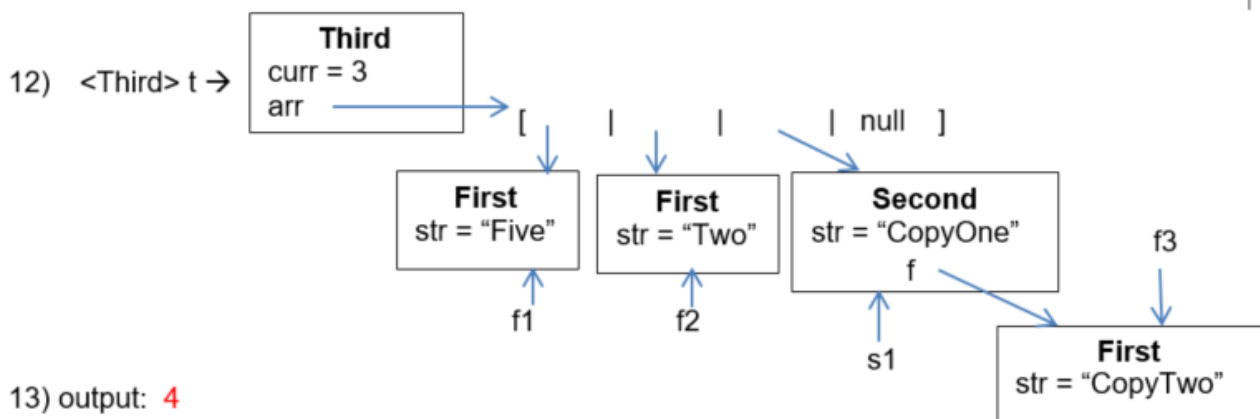 Third
12) <Third> t →
curr = 3
arr
[ | | | null ]
First
str = “Five”
First
str = “Two”
Second
str = “CopyOne”
f
f3
f1
f2
s1
First
str = “CopyTwo”
13) output: 4